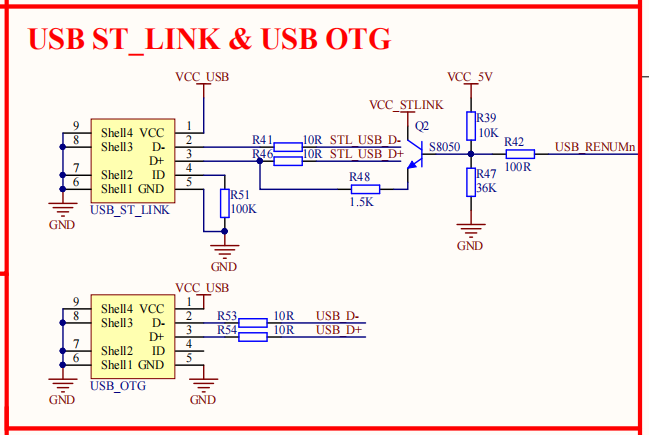 USB ST_LINK & USB OTG
VCC_USB
VCC_5V
VCC_STLINK
Q2
R39
10K
9 Shell4 VCC 1
8 Shell3 D- 2
D+ 3
7 Shell2 ID 4
6 Shell1 GND 5
USB_ST_LINK
GND
R41 10R STL_USB_D-
R46 10R STL_USB_D+
S8050
R42
100R
USB_RENUMn
R48
1.5K
R47
36K
R51
100K
GND
GND
VCC_USB
9 Shell4 VCC 1
8 Shell3 D- 2
D+ 3
7 Shell2 ID 4
6 Shell1 GND 5
USB_OTG
R53 10R USB_D-
R54 10R USB_D+
GND
GND